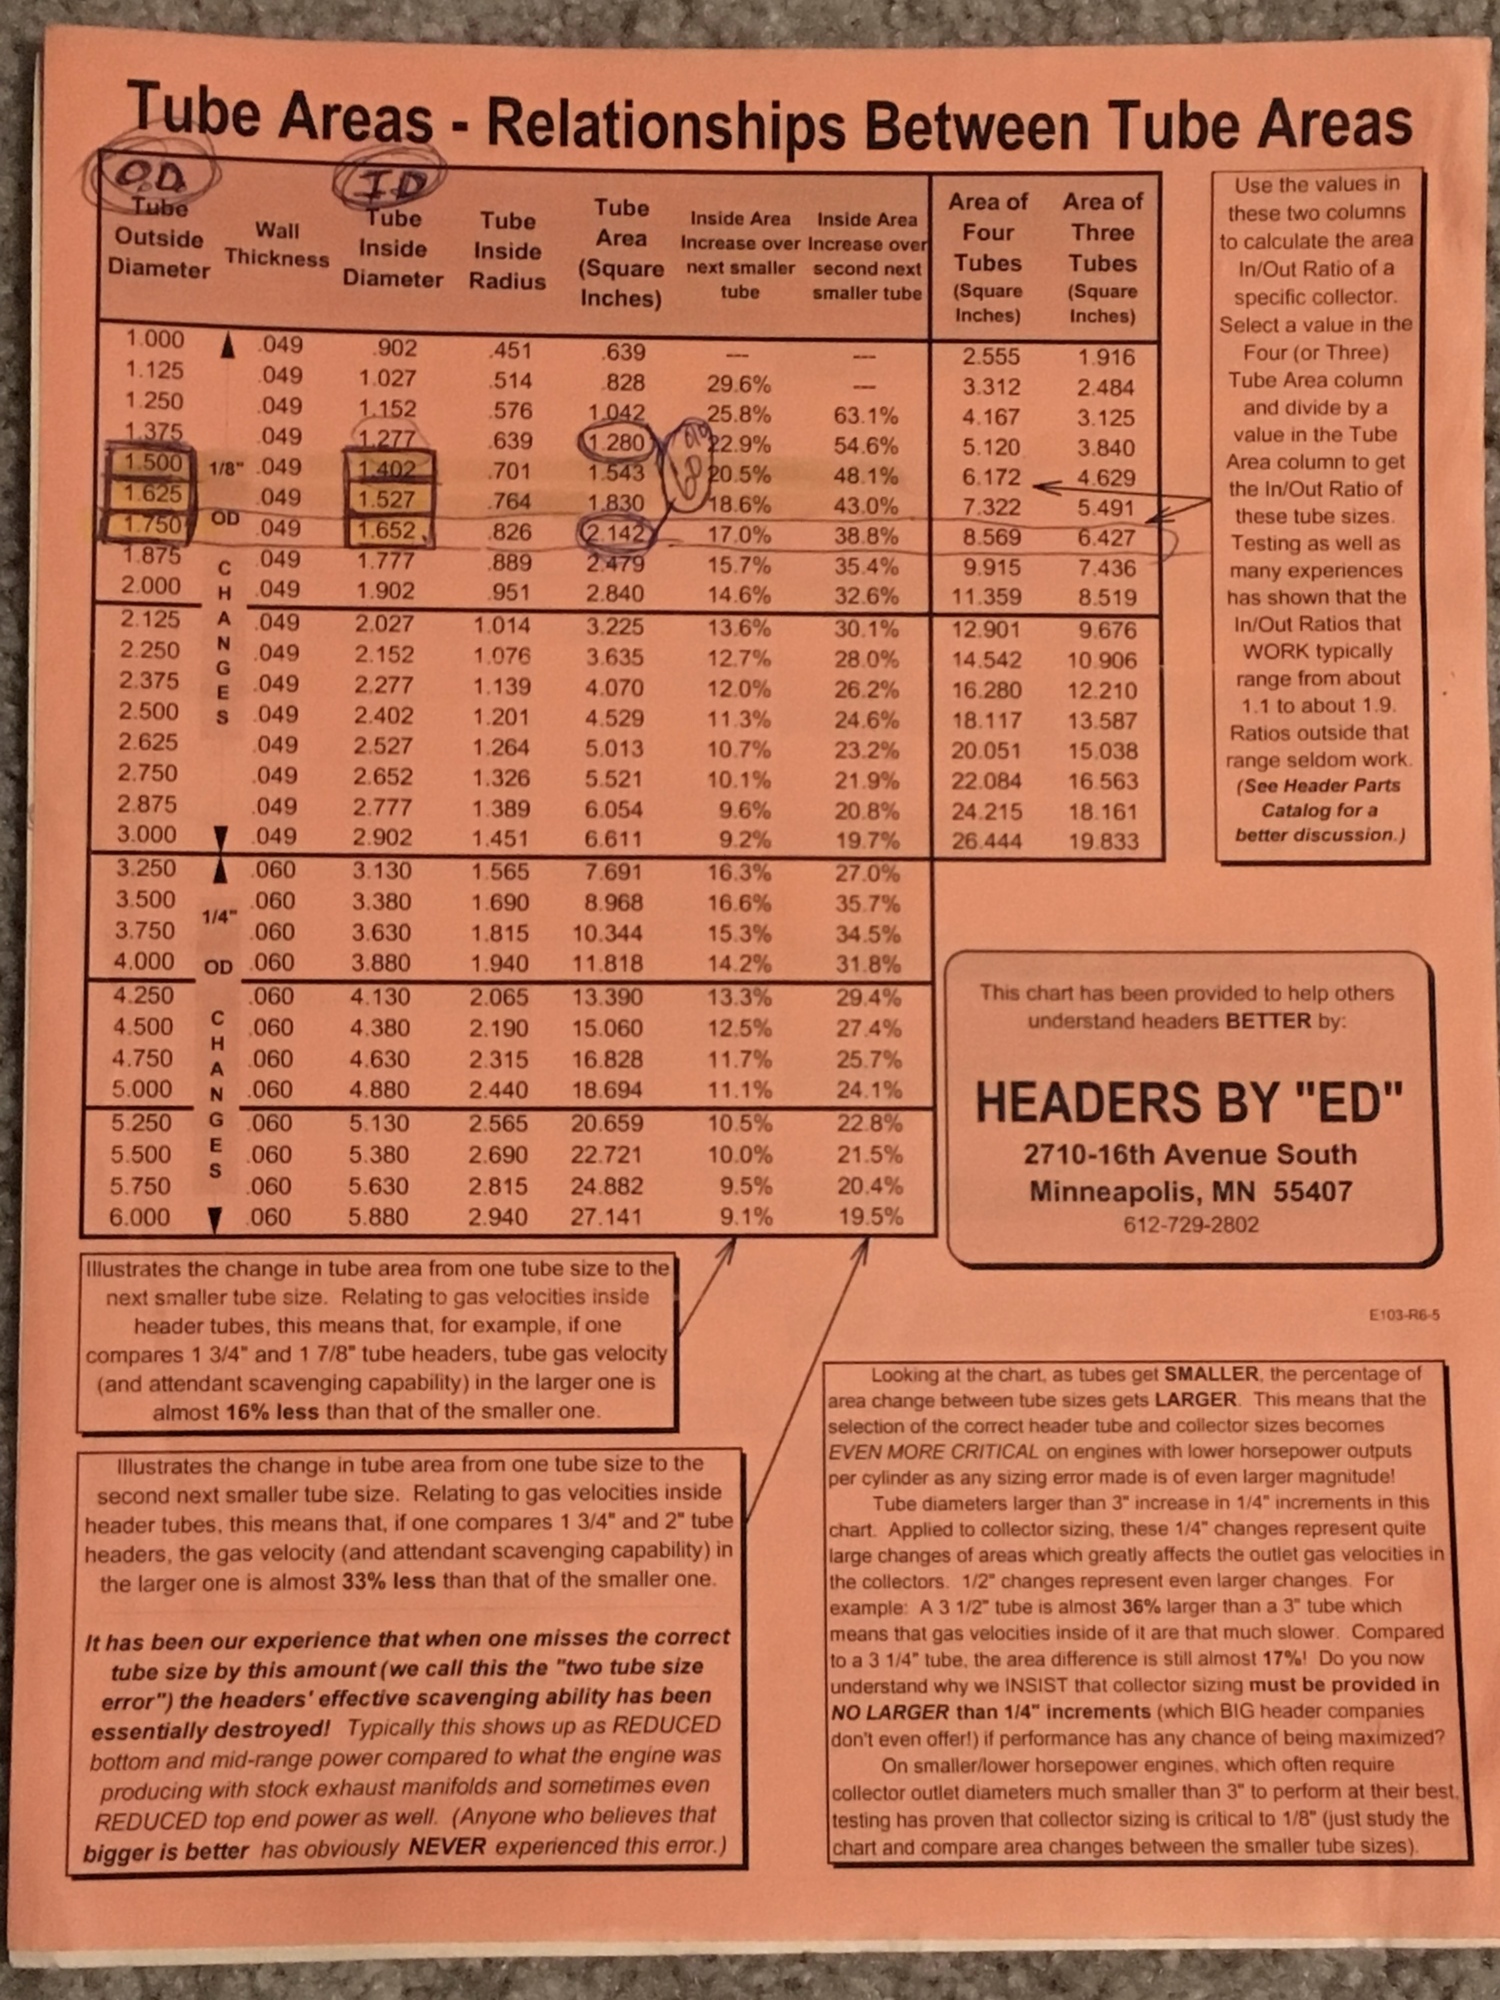 Tube Areas - Relationships Between Tube Areas
O.D.
ID
Tube Outside Diameter | Wall Thickness | Tube Inside Diameter | Tube Inside Radius | Tube Area (Square Inches) | Inside Area Increase over next smaller tube | Inside Area Increase over second next smaller tube | Area of Four Tubes (Square Inches) | Area of Three Tubes (Square Inches)
1.000 .049 .902 .451 .639 --- --- 2.555 1.916
1.125 .049 1.027 .514 .828 29.6% --- 3.312 2.484
1.250 .049 1.152 .576 1.042 25.8% 63.1% 4.167 3.125
1.375 .049 1.277 .639 1.280 22.9% 54.6% 5.120 3.840
1.500 .049 1.402 .701 1.543 20.5% 48.1% 6.172 4.629
1.625 .049 1.527 .764 1.830 18.6% 43.0% 7.322 5.491
1.750 .049 1.652 .826 2.142 17.0% 38.8% 8.569 6.427
1.875 .049 1.777 .889 2.479 15.7% 35.4% 9.915 7.436
2.000 .049 1.902 .951 2.840 14.6% 32.6% 11.359 8.519
2.125 .049 2.027 1.014 3.225 13.6% 30.1% 12.901 9.676
2.250 .049 2.152 1.076 3.635 12.7% 28.0% 14.542 10.906
2.375 .049 2.277 1.139 4.070 12.0% 26.2% 16.280 12.210
2.500 .049 2.402 1.201 4.529 11.3% 24.6% 18.117 13.587
2.625 .049 2.527 1.264 5.013 10.7% 23.2% 20.051 15.038
2.750 .049 2.652 1.326 5.521 10.1% 21.9% 22.084 16.563
2.875 .049 2.777 1.389 6.054 9.6% 20.8% 24.215 18.161
3.000 .049 2.902 1.451 6.611 9.2% 19.7% 26.444 19.833
3.250 .060 3.130 1.565 7.691 16.3% 27.0%
3.500 .060 3.380 1.690 8.968 16.6% 35.7%
3.750 .060 3.630 1.815 10.344 15.3% 34.5%
4.000 .060 3.880 1.940 11.818 14.2% 31.8%
4.250 .060 4.130 2.065 13.390 13.3% 29.4%
4.500 .060 4.380 2.190 15.060 12.5% 27.4%
4.750 .060 4.630 2.315 16.828 11.7% 25.7%
5.000 .060 4.880 2.440 18.694 11.1% 24.1%
5.250 .060 5.130 2.565 20.659 10.5% 22.8%
5.500 .060 5.380 2.690 22.721 10.0% 21.5%
5.750 .060 5.630 2.815 24.882 9.5% 20.4%
6.000 .060 5.880 2.940 27.141 9.1% 19.5%
1/8" OD CHANGES
1/4" OD CHANGES
Use the values in
these two columns
to calculate the area
In/Out Ratio of a
specific collector.
Select a value in the
Four (or Three)
Tube Area column
and divide by a
value in the Tube
Area column to get
the In/Out Ratio of
these tube sizes.
Testing as well as
many experiences
has shown that the
In/Out Ratios that
WORK typically
range from about
1.1 to about 1.9.
Ratios outside that
range seldom work.
(See Header Parts
Catalog for a
better discussion.)
This chart has been provided to help others
understand headers BETTER by:
HEADERS BY "ED"
2710-16th Avenue South
Minneapolis, MN 55407
612-729-2802
E103-R6-5
Illustrates the change in tube area from one tube size to the
next smaller tube size. Relating to gas velocities inside
header tubes, this means that, for example, if one
compares 1 3/4" and 1 7/8" tube headers, tube gas velocity
(and attendant scavenging capability) in the larger one is
almost 16% less than that of the smaller one.
Illustrates the change in tube area from one tube size to the
second next smaller tube size. Relating to gas velocities inside
header tubes, this means that, if one compares 1 3/4" and 2" tube
headers, the gas velocity (and attendant scavenging capability) in
the larger one is almost 33% less than that of the smaller one.
It has been our experience that when one misses the correct
tube size by this amount (we call this the "two tube size
error") the headers' effective scavenging ability has been
essentially destroyed! Typically this shows up as REDUCED
bottom and mid-range power compared to what the engine was
producing with stock exhaust manifolds and sometimes even
REDUCED top end power as well. (Anyone who believes that
bigger is better has obviously NEVER experienced this error.)
Looking at the chart, as tubes get SMALLER, the percentage of
area change between tube sizes gets LARGER. This means that the
selection of the correct header tube and collector sizes becomes
EVEN MORE CRITICAL on engines with lower horsepower outputs
per cylinder as any sizing error made is of even larger magnitude!
Tube diameters larger than 3" increase in 1/4" increments in this
chart. Applied to collector sizing, these 1/4" changes represent quite
large changes of areas which greatly affects the outlet gas velocities in
the collectors. 1/2" changes represent even larger changes. For
example: A 3 1/2" tube is almost 36% larger than a 3" tube which
means that gas velocities inside of it are that much slower. Compared
to a 3 1/4" tube, the area difference is still almost 17%! Do you now
understand why we INSIST that collector sizing must be provided in
NO LARGER than 1/4" increments (which BIG header companies
don't even offer!) if performance has any chance of being maximized?
On smaller/lower horsepower engines, which often require
collector outlet diameters much smaller than 3" to perform at their best,
testing has proven that collector sizing is critical to 1/8" (just study the
chart and compare area changes between the smaller tube sizes).